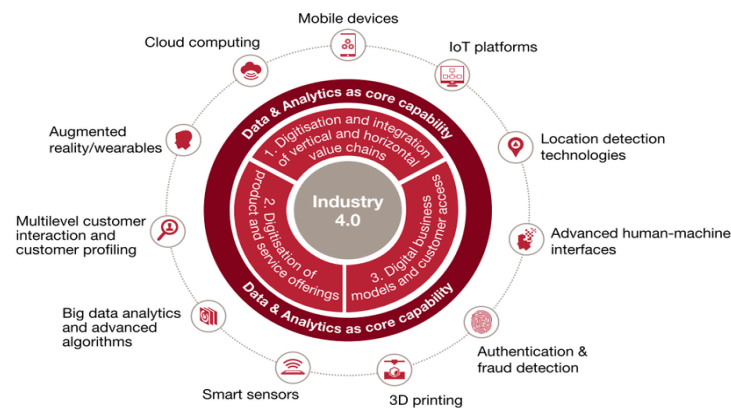 Mobile devices
Cloud computing
IoT platforms
Data & Analytics as core capability
1. Digitisation and integration
of vertical and horizontal
value chains
Augmented
reality/wearables
Location detection
technologies
Industry
4.0
2. Digitisation of
product and service offerings
3. Digital business
models and customer access
Multilevel customer
interaction and
customer profiling
Advanced human-machine
interfaces
Data & Analytics as core capability
Big data analytics
and advanced
algorithms
Authentication &
fraud detection
Smart sensors
3D printing